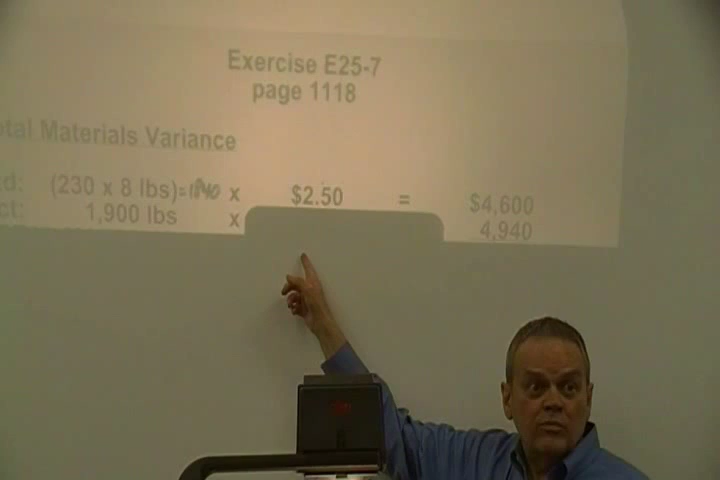 Exercise E25-7
page 1118
otal Materials Variance
d: (230 x 8 lbs)=1840 x $2.50 = $4,600
ct: 1,900 lbs x 4,940